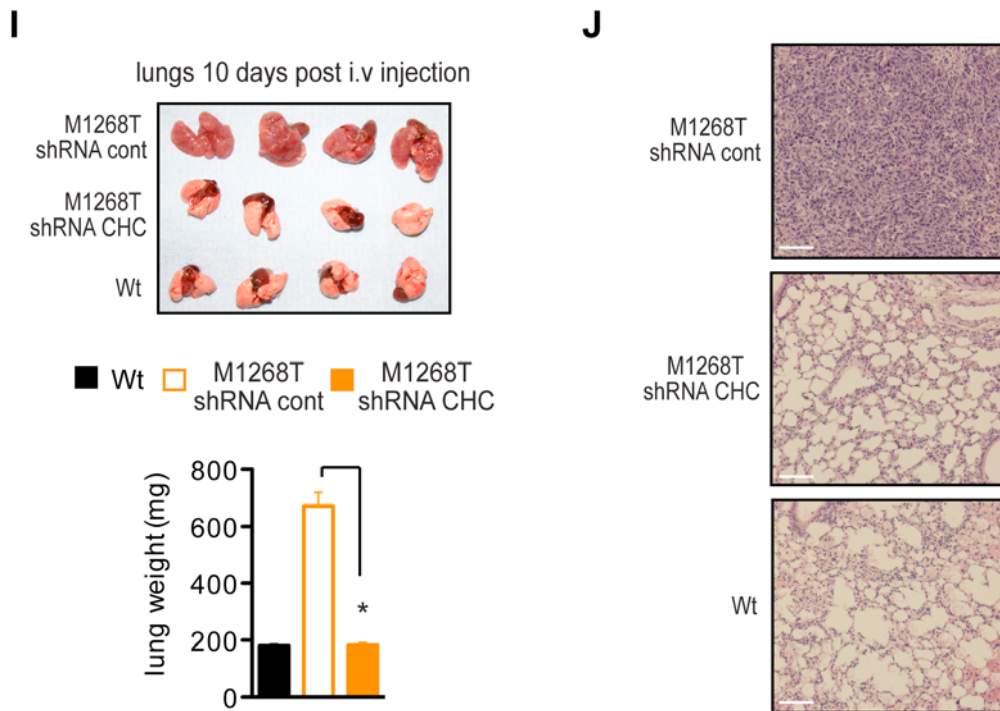 I
lungs 10 days post i.v injection
M1268T
shRNA cont
M1268T
shRNA CHC
Wt
Wt
M1268T
shRNA cont
M1268T
shRNA CHC
lung weight (mg)
800
600
400
200
0
*
J
M1268T
shRNA cont
M1268T
shRNA CHC
Wt